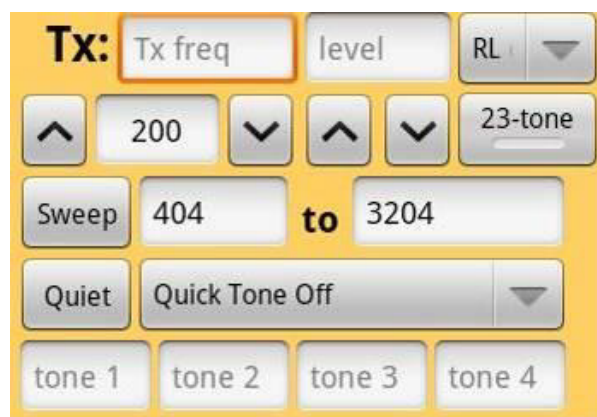 Tx: Tx freq level RL
200 23-tone
Sweep 404 to 3204
Quiet Quick Tone Off
tone 1 tone 2 tone 3 tone 4